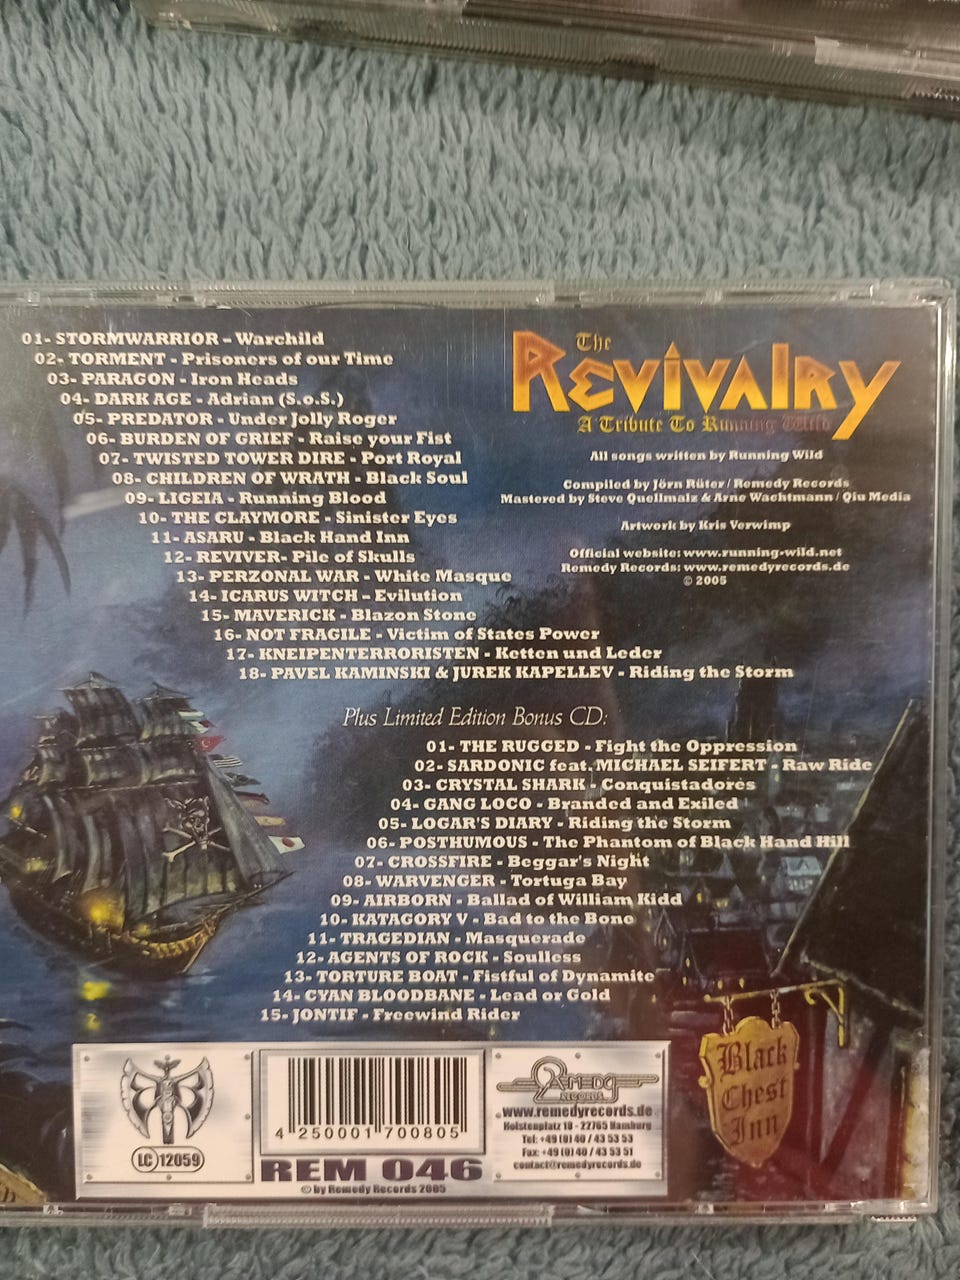 01- STORMWARRIOR - Warchild
02- TORMENT - Prisoners of our Time
03- PARAGON - Iron Heads
04- DARK AGE - Adrian (S.o.S.)
05- PREDATOR - Under Jolly Roger
06- BURDEN OF GRIEF - Raise your Fist
07- TWISTED TOWER DIRE - Port Royal
08- CHILDREN OF WRATH - Black Soul
09- LIGEIA - Running Blood
10- THE CLAYMORE - Sinister Eyes
11- ASARU - Black Hand Inn
12- REVIVER- Pile of Skulls
13- PERZONAL WAR - White Masque
14- ICARUS WITCH - Evilution
15- MAVERICK - Blazon Stone
16- NOT FRAGILE - Victim of States Power
17- KNEIPENTERRORISTEN - Ketten und Leder
18- PAVEL KAMINSKI & JUREK KAPELLEV - Riding the Storm
The
REVIVALRY
A Tribute To Running Wild
All songs written by Running Wild
Compiled by Jörn Rüter / Remedy Records
Mastered by Steve Quellmalz & Arne Wachtmann / Qiu Media
Artwork by Kris Verwimp
Official website: www.running-wild.net
Remedy Records: www.remedyrecords.de
© 2005
Plus Limited Edition Bonus CD:
01- THE RUGGED - Fight the Oppression
02- SARDONIC feat. MICHAEL SEIFERT - Raw Ride
03- CRYSTAL SHARK - Conquistadores
04- GANG LOCO - Branded and Exiled
05- LOGAR'S DIARY - Riding the Storm
06- POSTHUMOUS - The Phantom of Black Hand Hill
07- CROSSFIRE - Beggar's Night
08- WARVENGER - Tortuga Bay
09- AIRBORN - Ballad of William Kidd
10- KATAGORY V - Bad to the Bone
11- TRAGEDIAN - Masquerade
12- AGENTS OF ROCK - Soulless
13- TORTURE BOAT - Fistful of Dynamite
14- CYAN BLOODBANE - Lead or Gold
15- JONTIF - Freewind Rider
LC 12059
4 250001 700805
REM 046
© by Remedy Records 2005
REMEDY
RECORDS
www.remedyrecords.de
Holstenplatz 18 - 22765 Hamburg
Tel: +49 (0) 40 / 43 53 53
Fax: +49 (0) 40 / 43 53 51
contact@remedyrecords.de
Black
Chest
Inn